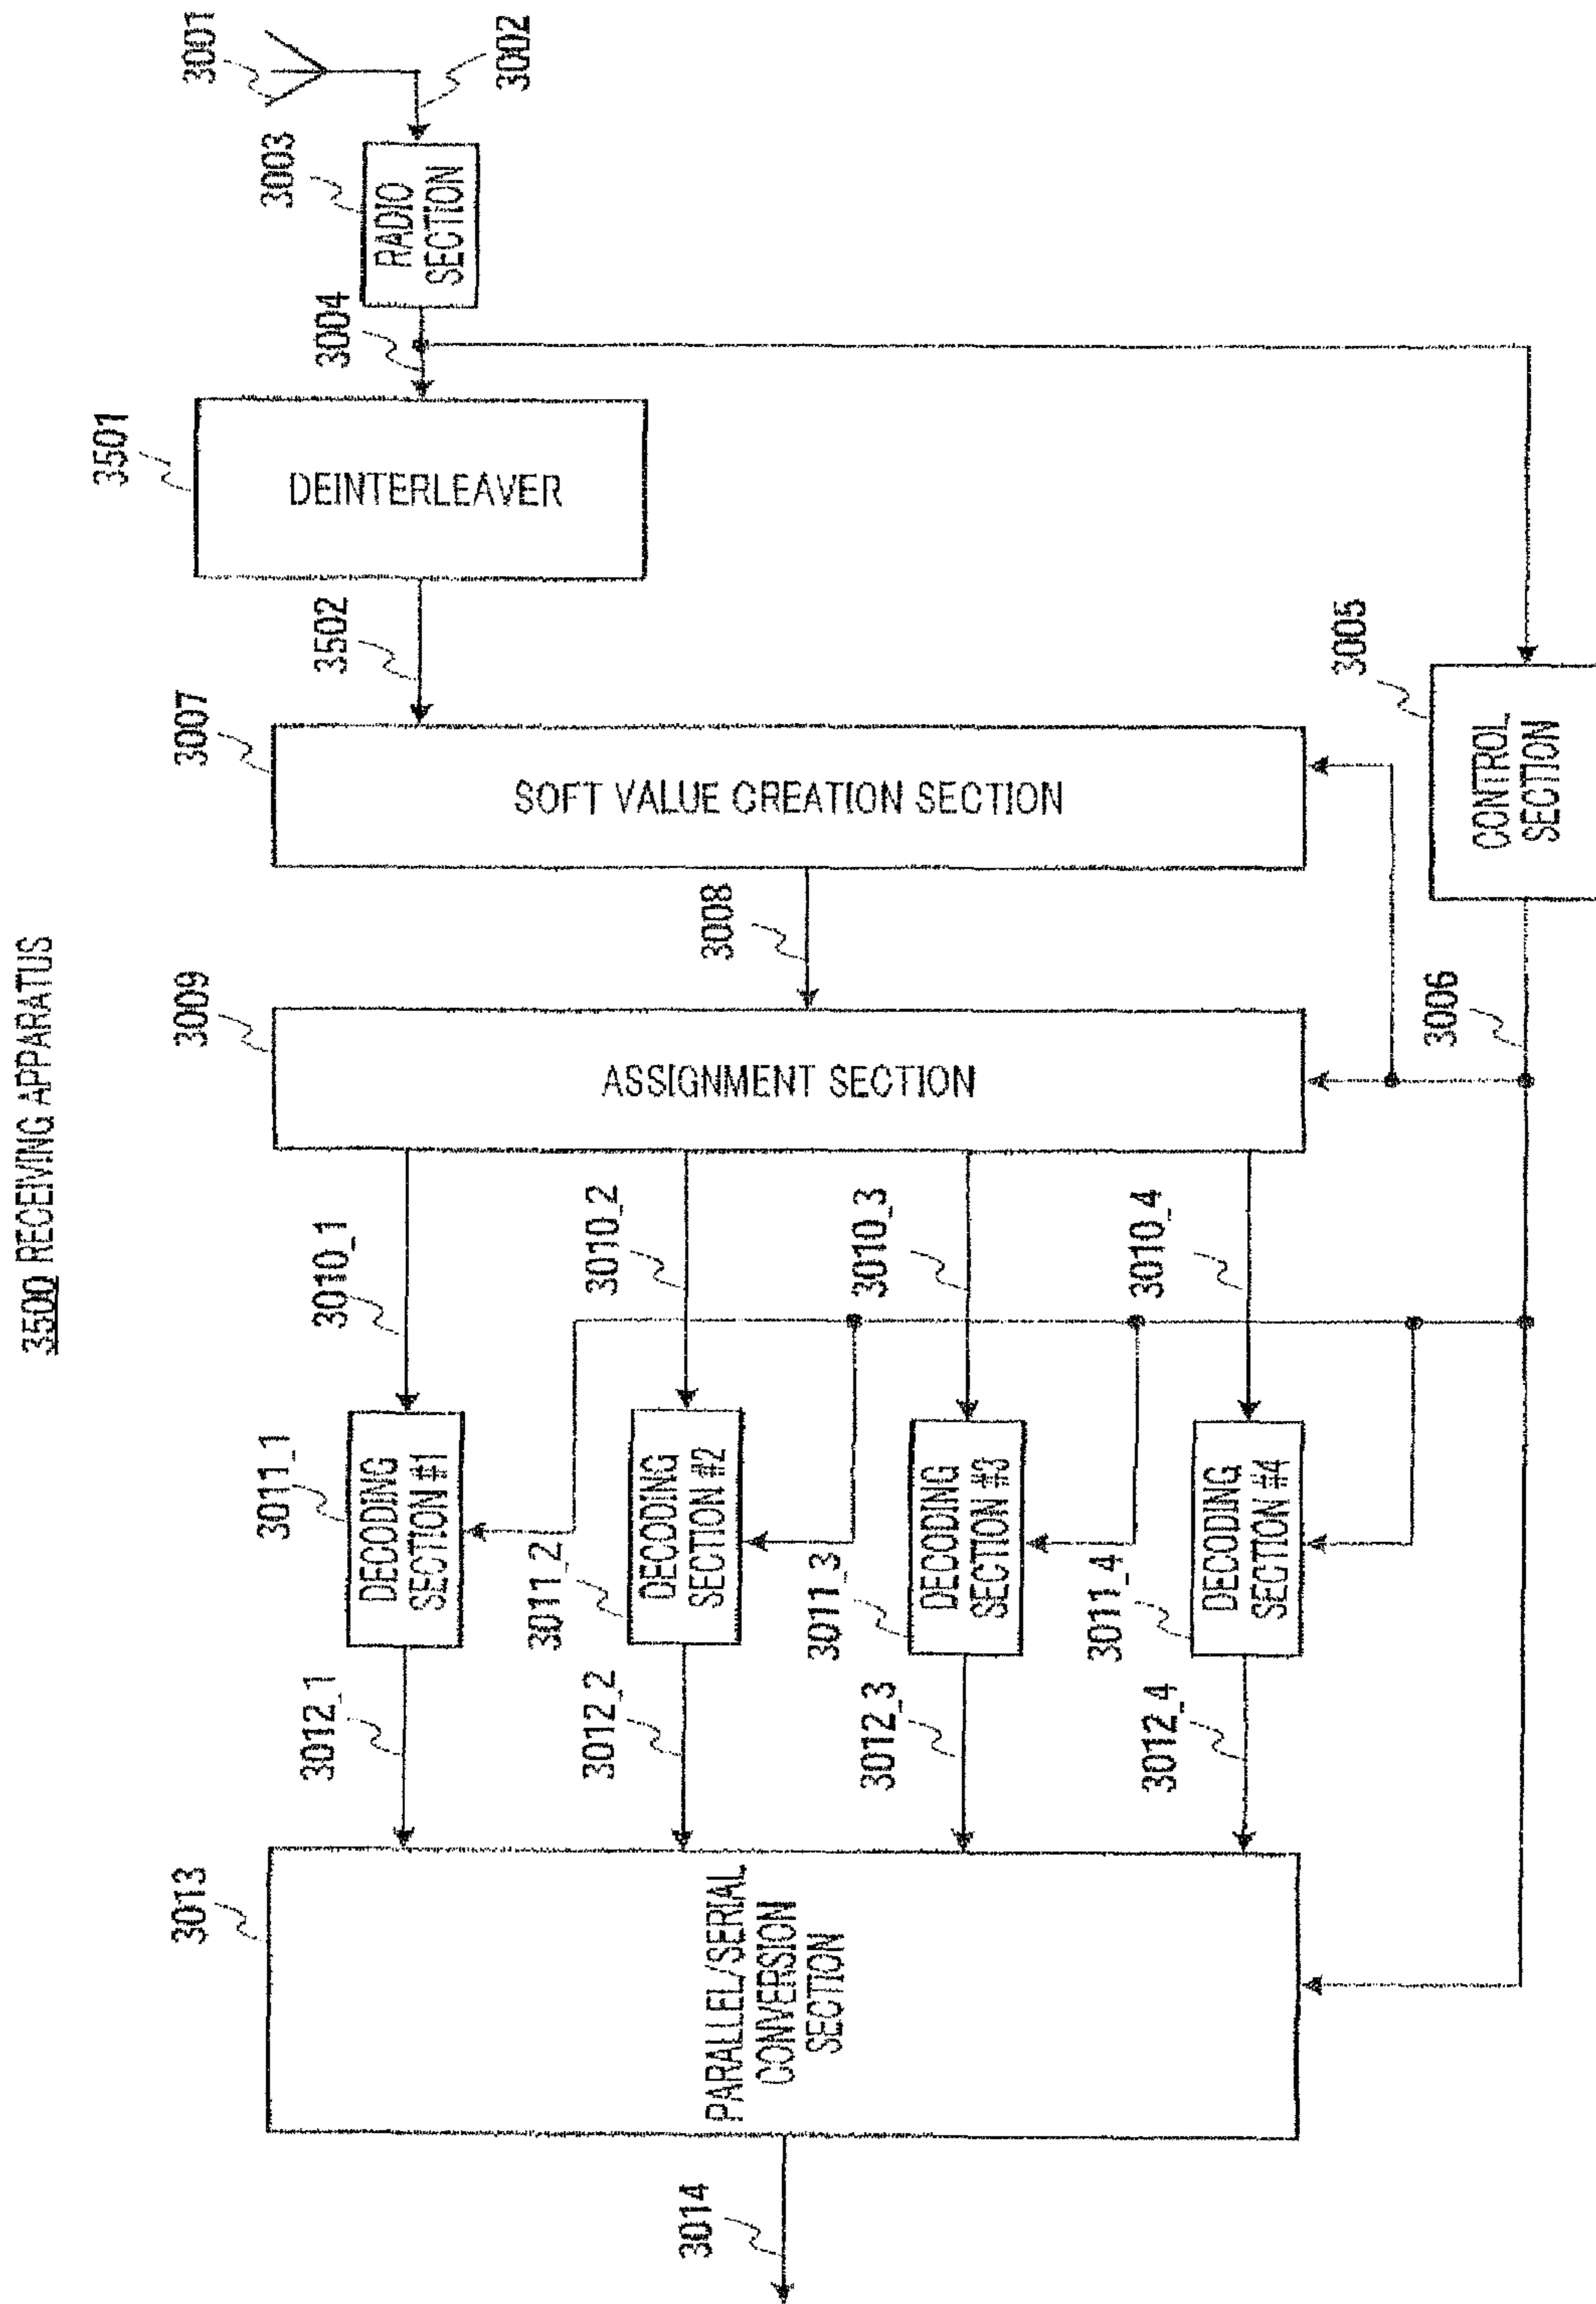 3500 RECEIVING APPARATUS
3001
3002
3003
RADIO
SECTION
3004
3501
DEINTERLEAVER
3502
3007
SOFT VALUE CREATION SECTION
3005
CONTROL
SECTION
3008
3006
3009
ASSIGNMENT SECTION
3010_1
3010_2
3010_3
3010_4
3011_1
DECODING
SECTION #1
3011_2
DECODING
SECTION #2
3011_3
DECODING
SECTION #3
3011_4
DECODING
SECTION #4
3012_1
3012_2
3012_3
3012_4
3013
PARALLEL/SERIAL
CONVERSION
SECTION
3014